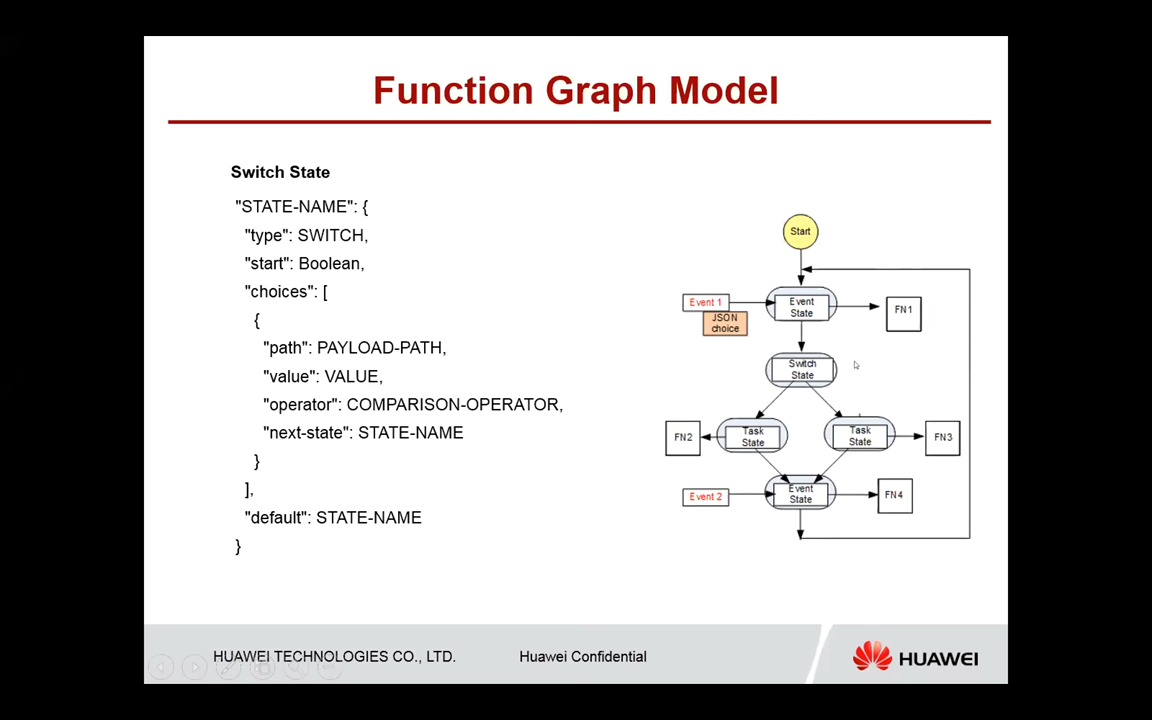 Function Graph Model
Switch State
"STATE-NAME": {
"type": SWITCH,
"start": Boolean,
"choices": [
{
"path": PAYLOAD-PATH,
"value": VALUE,
"operator": COMPARISON-OPERATOR,
"next-state": STATE-NAME
}
],
"default": STATE-NAME
}
Start
Event 1
JSON
choice
Event
State
FN1
Switch
State
FN2
Task
State
Task
State
FN3
Event 2
Event
State
FN4
HUAWEI TECHNOLOGIES CO., LTD.
Huawei Confidential
HUAWEI